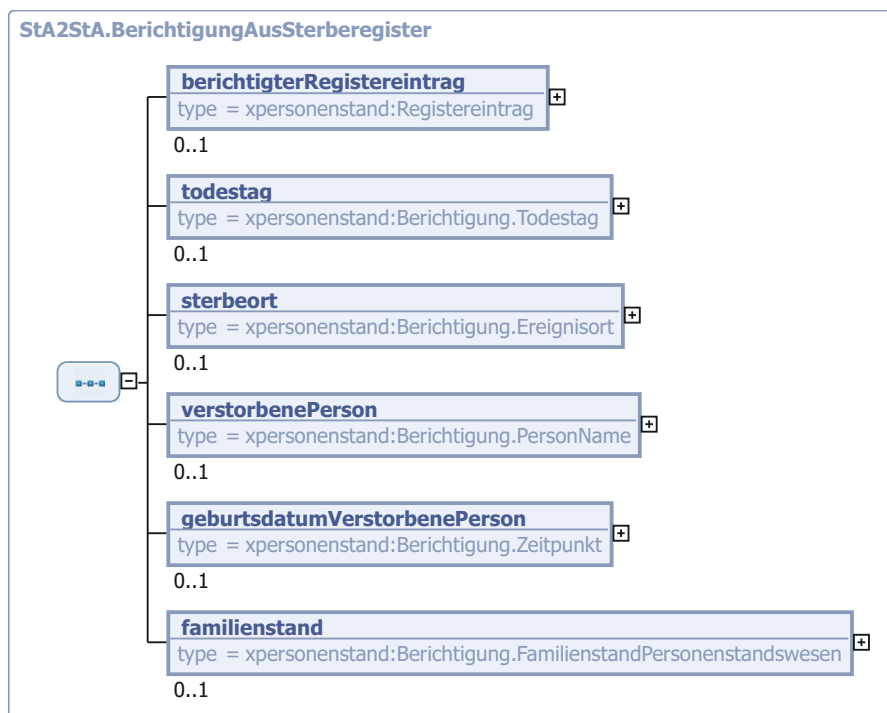 StA2StA.BerichtigungAusSterberegister
berichtigterRegistereintrag
type = xpersonenstand:Registereintrag
0..1
todestag
type = xpersonenstand:Berichtigung.Todestag
0..1
sterbeort
type = xpersonenstand:Berichtigung.Ereignisort
0..1
verstorbenePerson
type = xpersonenstand:Berichtigung.PersonName
0..1
geburtsdatumVerstorbenePerson
type = xpersonenstand:Berichtigung.Zeitpunkt
0..1
familienstand
type = xpersonenstand:Berichtigung.FamilienstandPersonenstandswesen
0..1